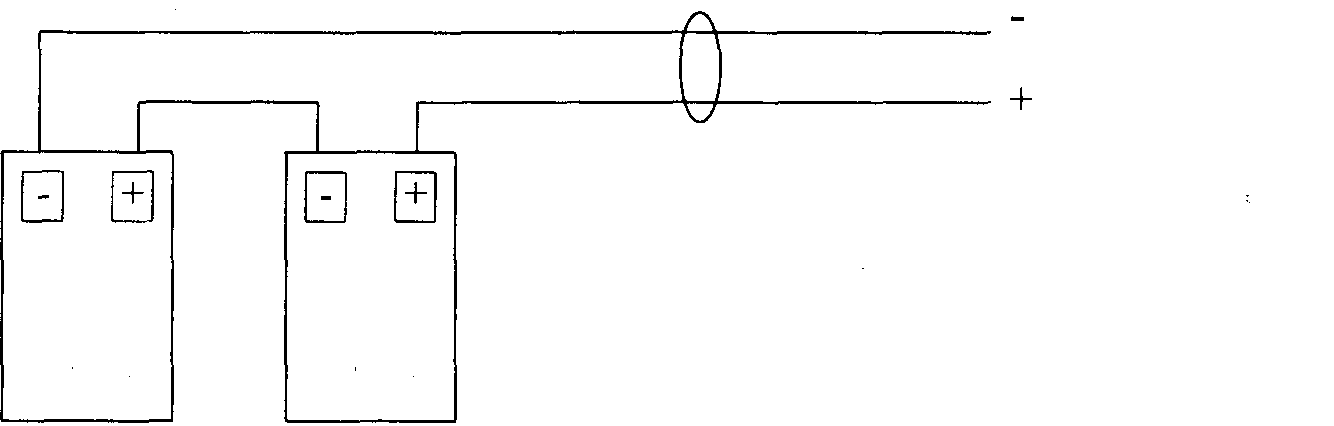 -
+
- + - +